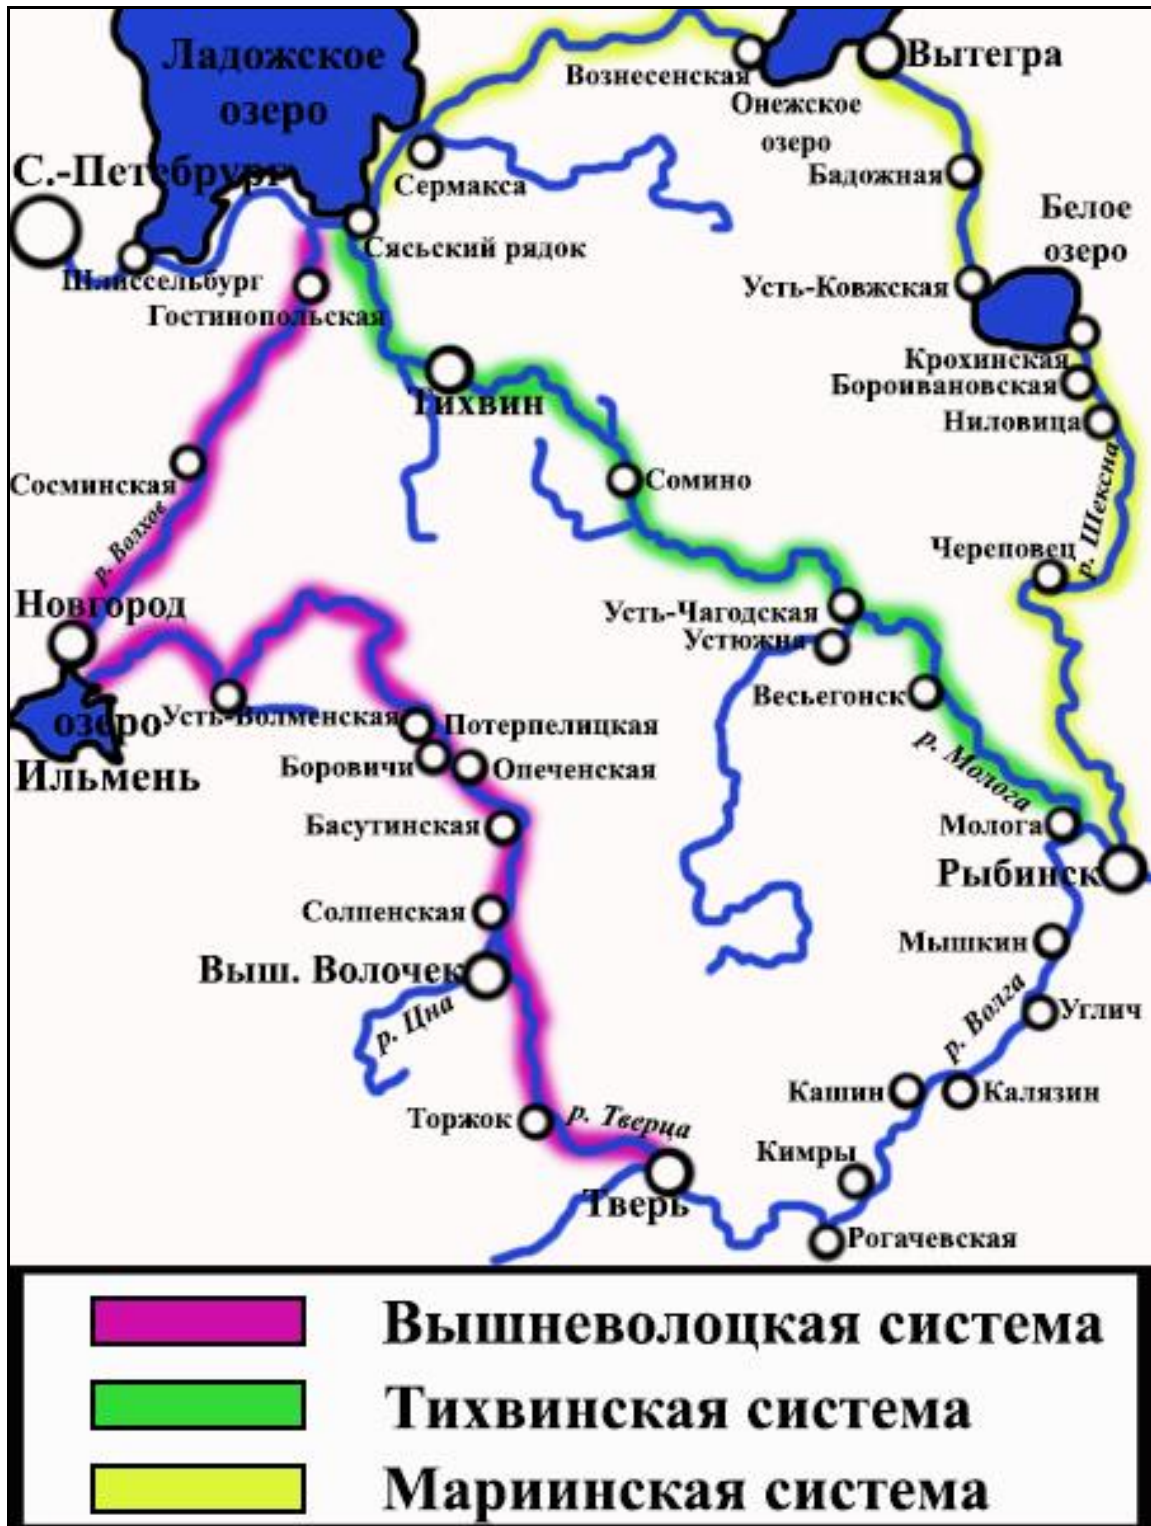 Ладожское
озеро
Вытегра
Вознесенская
Онежское
озеро
С.-Петебрург
Сермакса
Бадожная
Белое
озеро
Сясьский рядок
Шлиссельбург
Гостинопольская
Усть-Ковжская
Крохинская
Бороивановская
Ниловица
Тихвин
Сосминская
Сомино
р. Волхов
р. Шексна
Череповец
Новгород
Усть-Чагодская
Устюжна
Весьегонск
озеро
Ильмень
Усть-Волменская
Потерпелицкая
Боровичи
Опеченская
р. Молога
Басутинская
Молога
Рыбинск
Солпенская
Мышкин
Выш. Волочек
р. Цна
р. Волга
Углич
Кашин
Калязин
Торжок
р. Тверца
Кимры
Тверь
Рогачевская
Вышневолоцкая система
Тихвинская система
Мариинская система